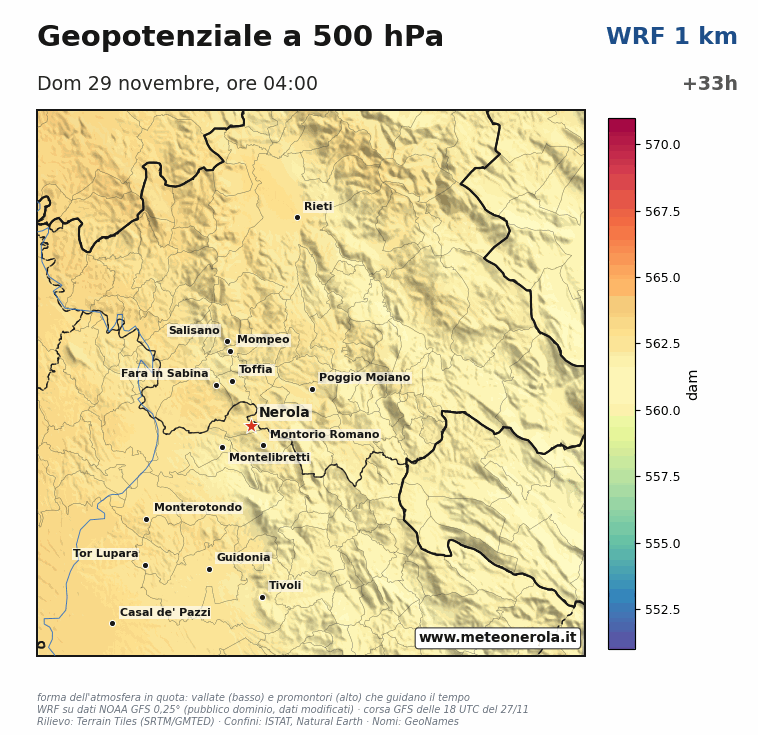 Geopotenziale a 500 hPa
WRF 1 km
Dom 29 novembre, ore 04:00
+33h
Rieti
Salisano
Mompeo
Toffia
Fara in Sabina
Poggio Moiano
Nerola
Montorio Romano
Montelibretti
Monterotondo
Tor Lupara
Guidonia
Tivoli
Casal de' Pazzi
www.meteonerola.it
570.0
567.5
565.0
562.5
560.0
557.5
555.0
552.5
dam
forma dell'atmosfera in quota: vallate (basso) e promontori (alto) che guidano il tempo
WRF su dati NOAA GFS 0,25° (pubblico dominio, dati modificati) · corsa GFS delle 18 UTC del 27/11
Rilievo: Terrain Tiles (SRTM/GMTED) · Confini: ISTAT, Natural Earth · Nomi: GeoNames